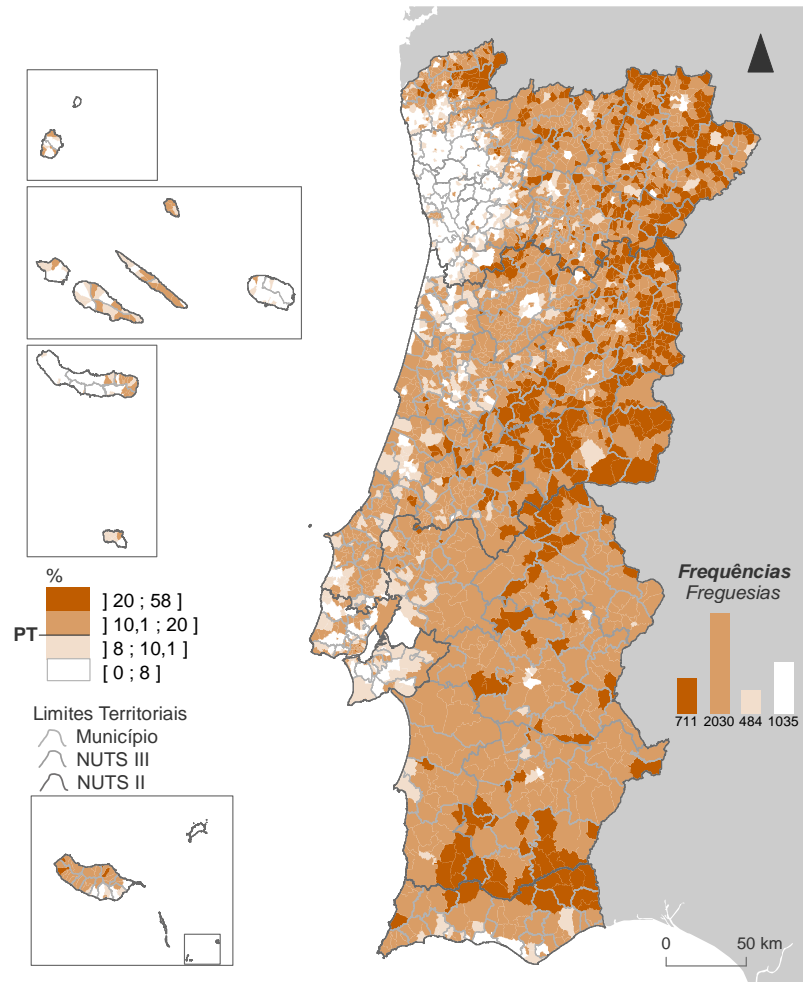 %
] 20 ; 58 ]
] 10,1 ; 20 ]
PT
] 8 ; 10,1 ]
[ 0 ; 8 ]
Limites Territoriais
Município
NUTS III
NUTS II
Frequências
Freguesias
711 2030 484 1035
0 50 km